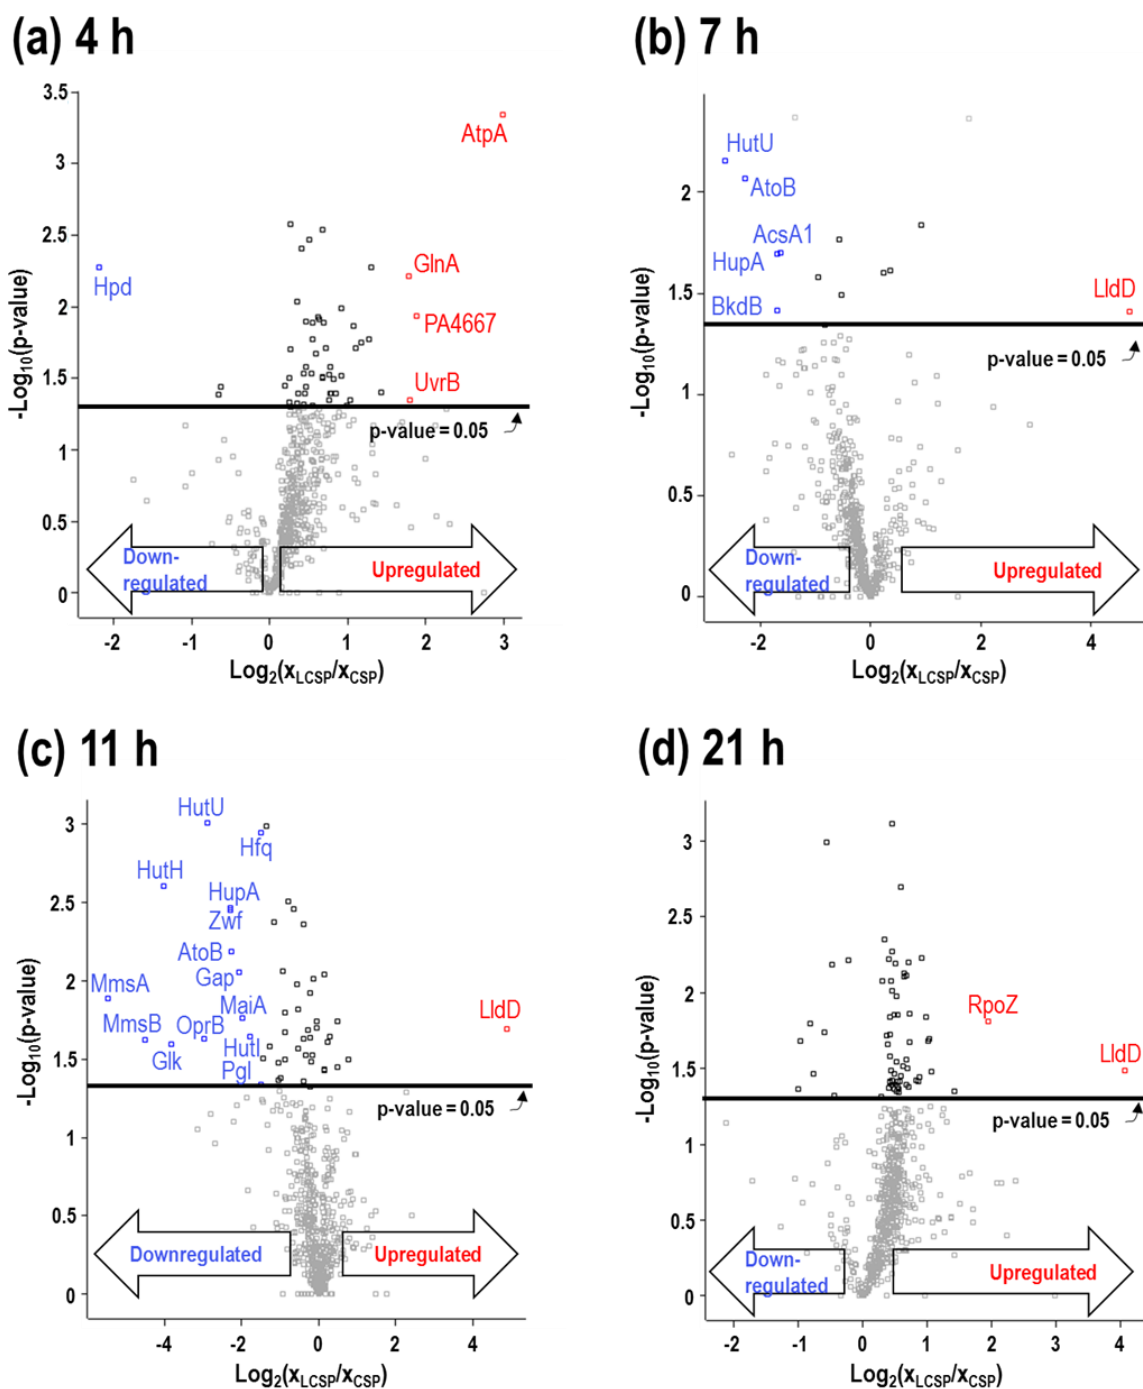 (a) 4 h
3.5
3
2.5
2
1.5
1
0.5
0
-Log10(p-value)
AtpA
GlnA
Hpd
PA4667
UvrB
p-value = 0.05
Down-
regulated
Upregulated
-2
-1
0
1
2
3
Log2(xLCSP/xCSP)
(b) 7 h
2
1.5
1
0.5
0
-Log10(p-value)
HutU
AtoB
AcsA1
HupA
BkdB
LldD
p-value = 0.05
Down-
regulated
Upregulated
-2
0
2
4
Log2(xLCSP/xCSP)
(c) 11 h
3
2.5
2
1.5
1
0.5
0
-Log10(p-value)
HutU
Hfq
HutH
HupA
Zwf
AtoB
Gap
MmsA
MaiA
MmsB
OprB
LldD
Glk
HutI
Pgl
p-value = 0.05
Downregulated
Upregulated
-4
-2
0
2
4
Log2(xLCSP/xCSP)
(d) 21 h
3
2.5
2
1.5
1
0.5
0
-Log10(p-value)
RpoZ
LldD
p-value = 0.05
Down-
regulated
Upregulated
-2
-1
0
1
2
3
4
Log2(xLCSP/xCSP)